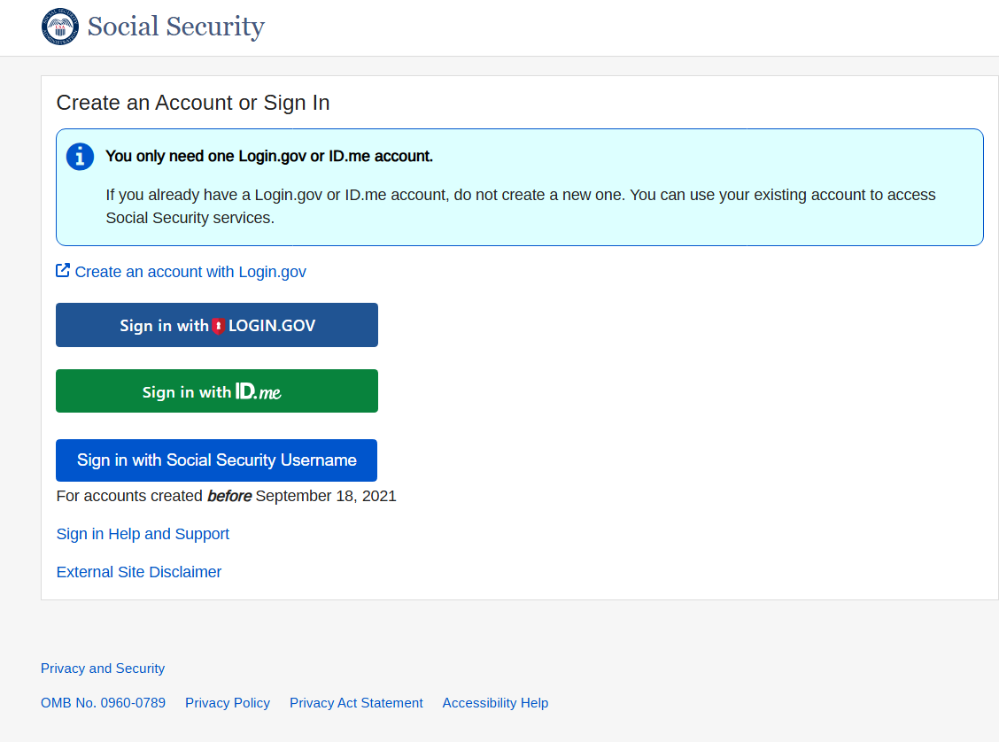 Social Security
Create an Account or Sign In
You only need one Login.gov or ID.me account.
If you already have a Login.gov or ID.me account, do not create a new one. You can use your existing account to access
Social Security services.
Create an account with Login.gov
Sign in with LOGIN.GOV
Sign in with ID.me
Sign in with Social Security Username
For accounts created before September 18, 2021
Sign in Help and Support
External Site Disclaimer
Privacy and Security
OMB No. 0960-0789 Privacy Policy Privacy Act Statement Accessibility Help